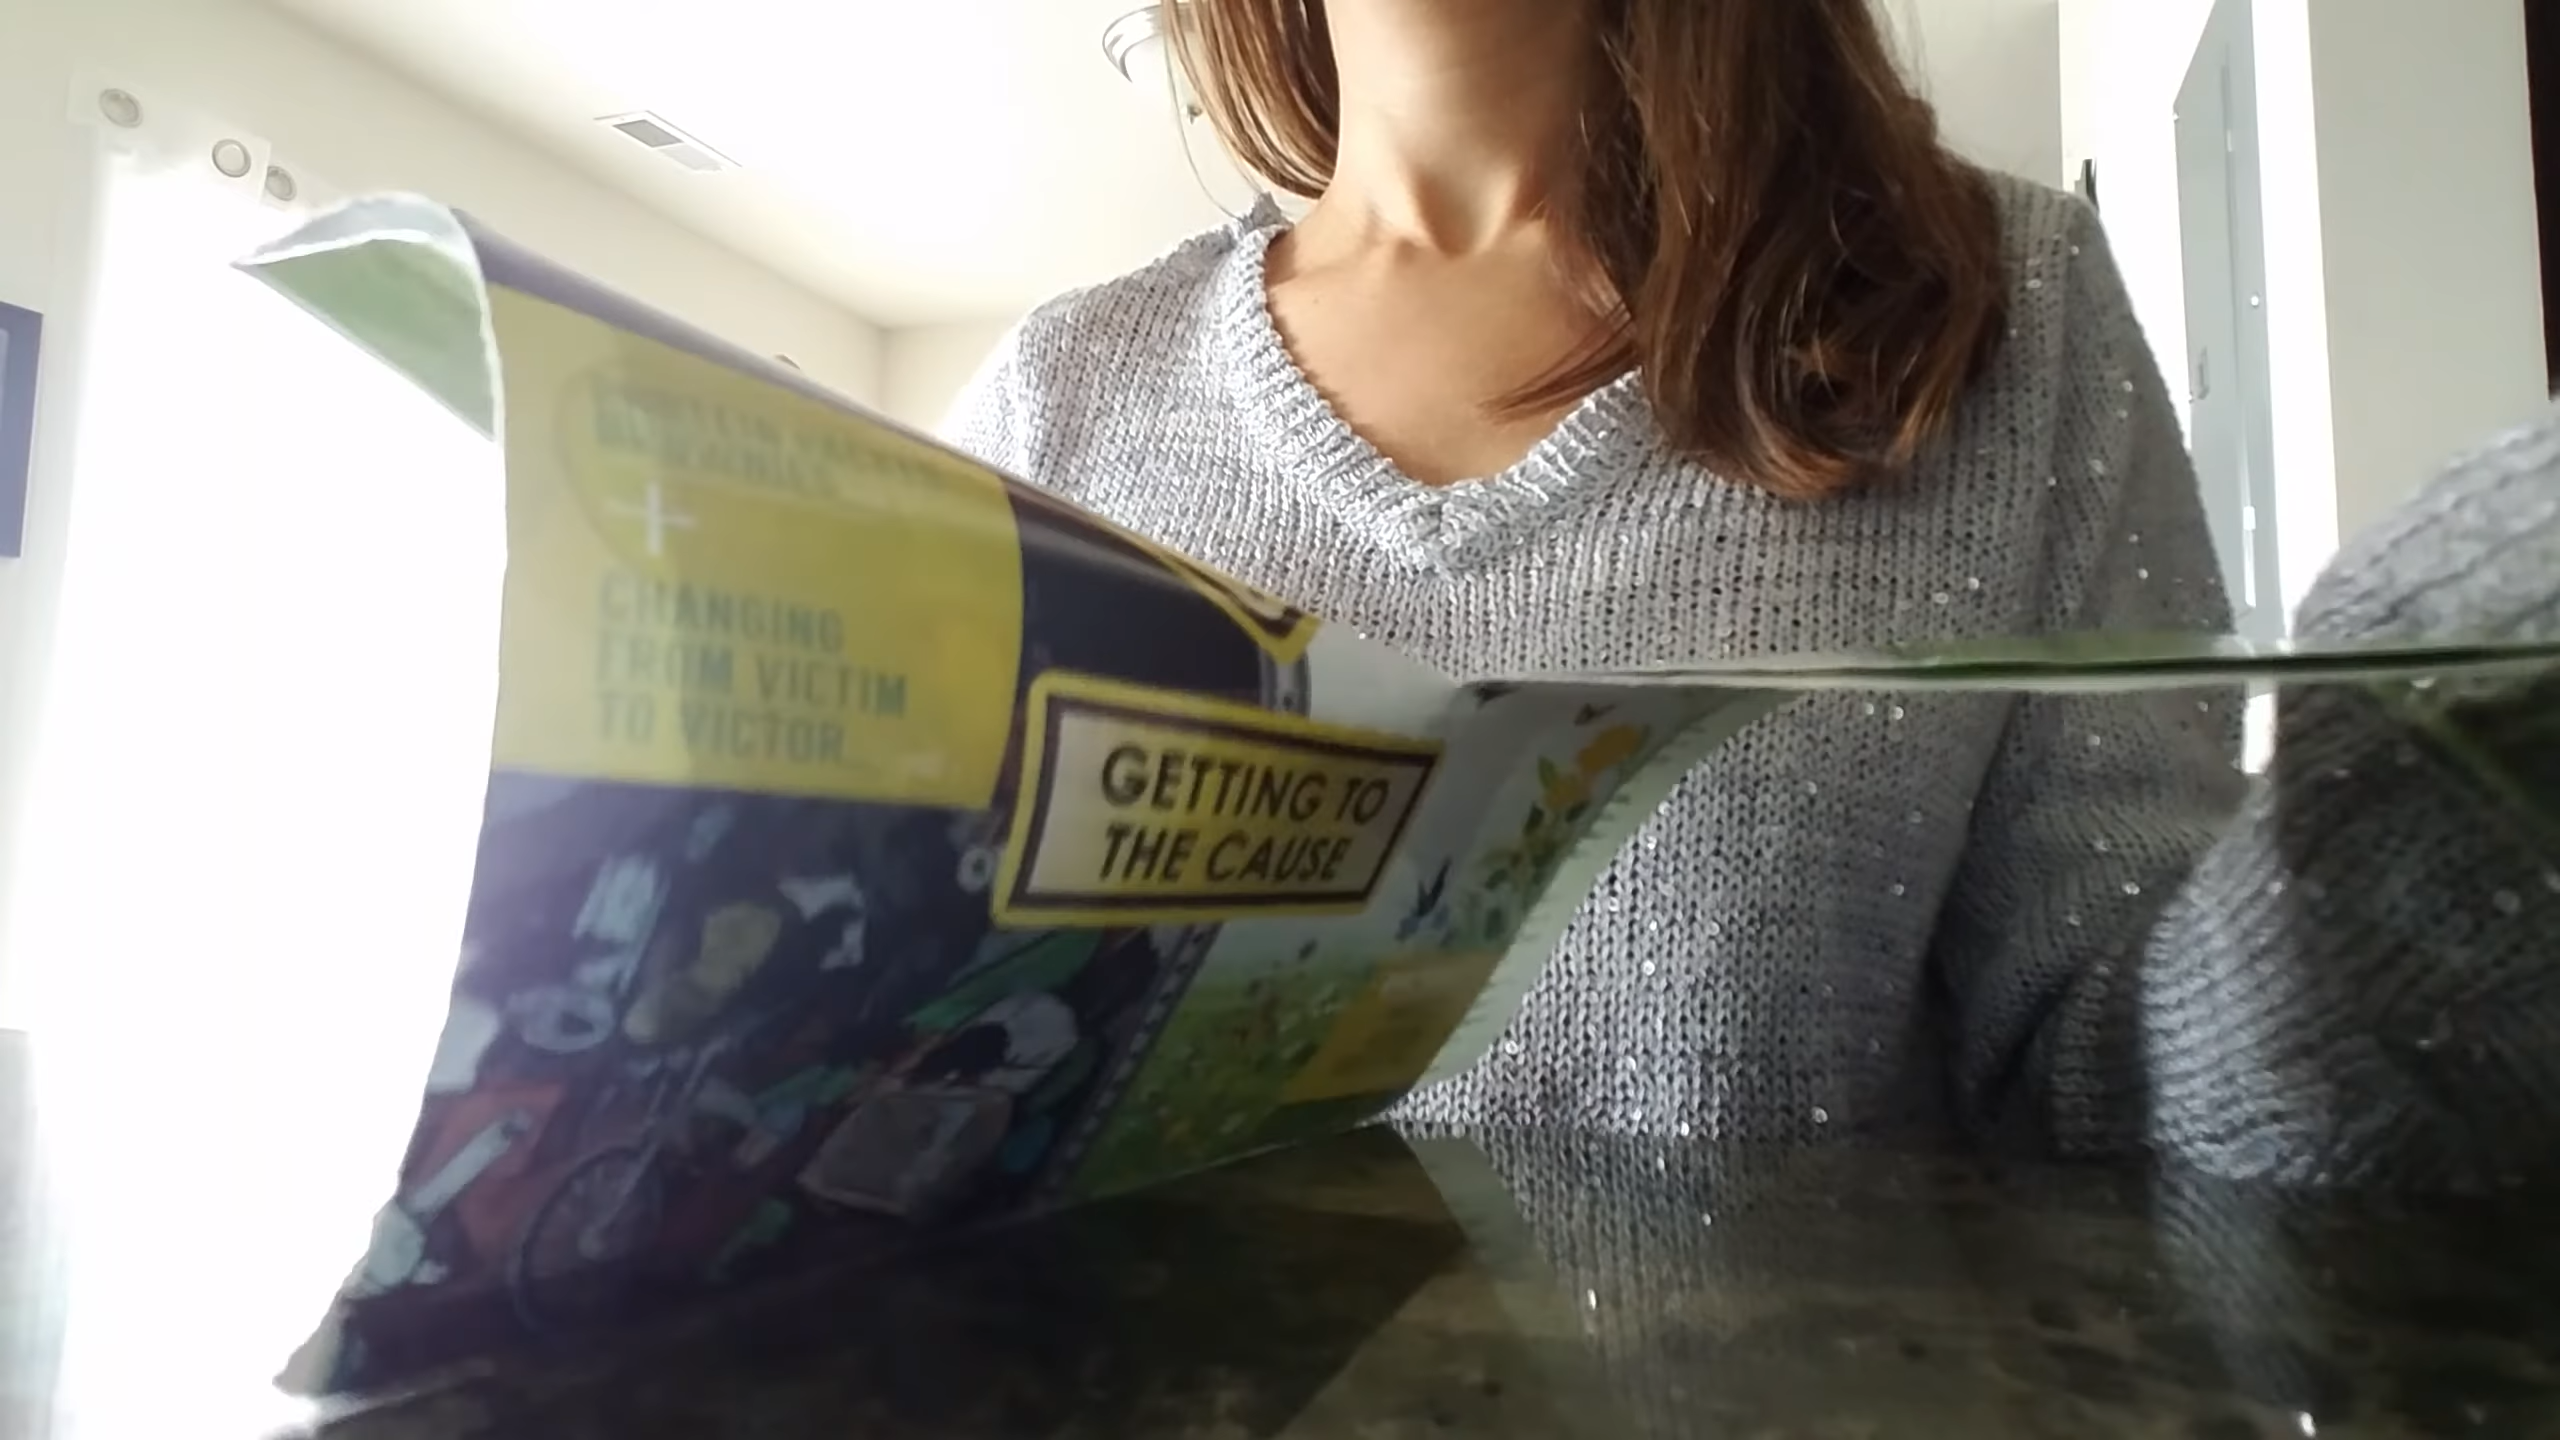 CHANGING
FROM VICTIM
TO VICTOR
GETTING TO
THE CAUSE